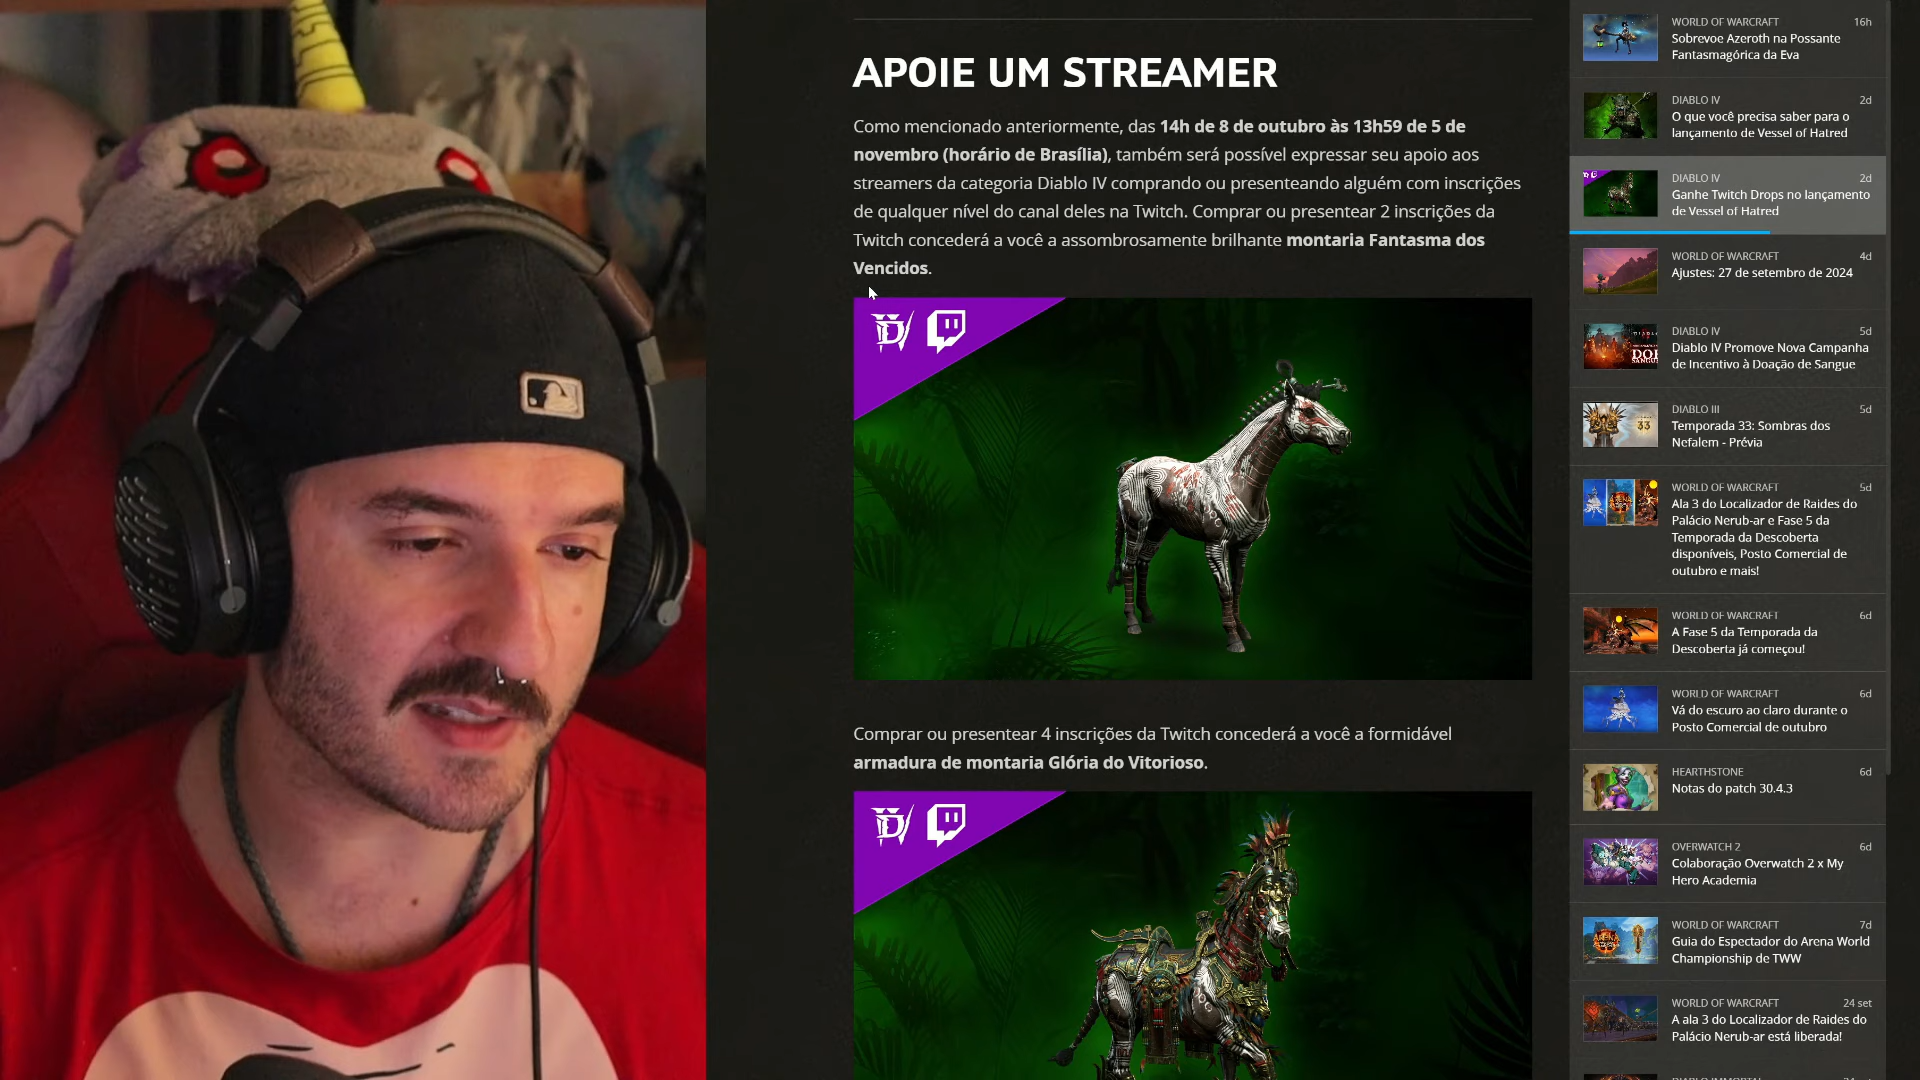 APOIE UM STREAMER
Como mencionado anteriormente, das 14h de 8 de outubro às 13h59 de 5 de
novembro (horário de Brasília), também será possível expressar seu apoio aos
streamers da categoria Diablo IV comprando ou presenteando alguém com inscrições
de qualquer nível do canal deles na Twitch. Comprar ou presentear 2 inscrições da
Twitch concederá a você a assombrosamente brilhante montaria Fantasma dos
Vencidos.
Comprar ou presentear 4 inscrições da Twitch concederá a você a formidável
armadura de montaria Glória do Vitorioso.
WORLD OF WARCRAFT 16h
Sobrevoe Azeroth na Possante
Fantasmagórica da Eva
DIABLO IV 2d
O que você precisa saber para o
lançamento de Vessel of Hatred
DIABLO IV 2d
Ganhe Twitch Drops no lançamento
de Vessel of Hatred
WORLD OF WARCRAFT 4d
Ajustes: 27 de setembro de 2024
DIABLO IV 5d
Diablo IV Promove Nova Campanha
de Incentivo à Doação de Sangue
DIABLO III 5d
Temporada 33: Sombras dos
Nefalem - Prévia
33
WORLD OF WARCRAFT 5d
Ala 3 do Localizador de Raides do
Palácio Nerub-ar e Fase 5 da
Temporada da Descoberta
disponíveis, Posto Comercial de
outubro e mais!
WORLD OF WARCRAFT 6d
A Fase 5 da Temporada da
Descoberta já começou!
WORLD OF WARCRAFT 6d
Vá do escuro ao claro durante o
Posto Comercial de outubro
HEARTHSTONE 6d
Notas do patch 30.4.3
OVERWATCH 2 6d
Colaboração Overwatch 2 x My
Hero Academia
WORLD OF WARCRAFT 7d
Guia do Espectador do Arena World
Championship de TWW
WORLD OF WARCRAFT 24 set
A ala 3 do Localizador de Raides do
Palácio Nerub-ar está liberada!